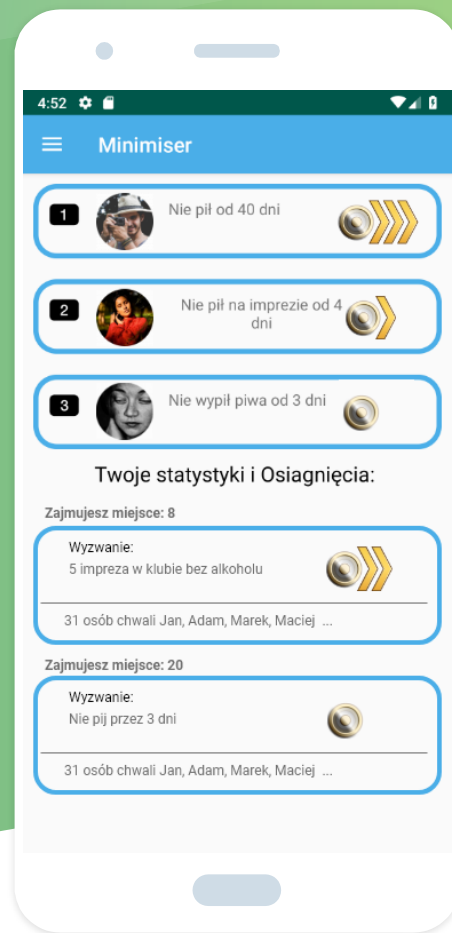 4:52
Minimiser
1
Nie pił od 40 dni
2
Nie pił na imprezie od 4
dni
3
Nie wypił piwa od 3 dni
Twoje statystyki i Osiagnięcia:
Zajmujesz miejsce: 8
Wyzwanie:
5 impreza w klubie bez alkoholu
31 osób chwali Jan, Adam, Marek, Maciej ...
Zajmujesz miejsce: 20
Wyzwanie:
Nie pij przez 3 dni
31 osób chwali Jan, Adam, Marek, Maciej ...